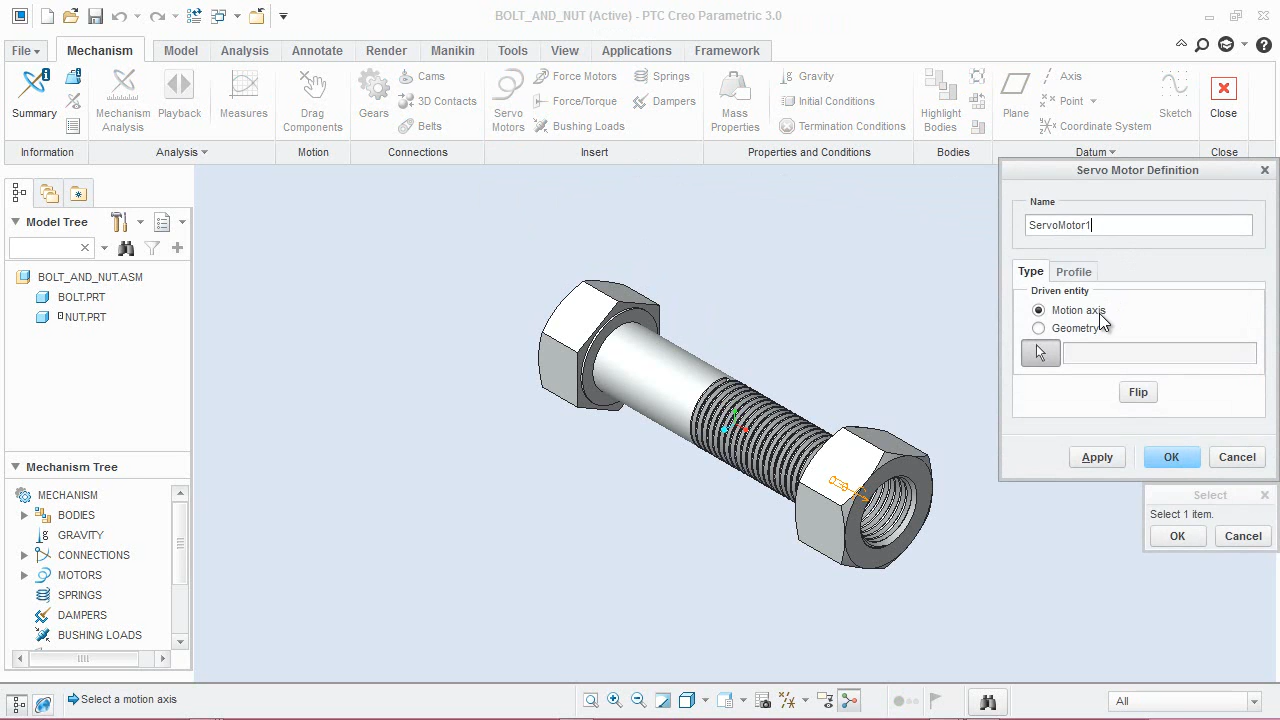 BOLT_AND_NUT (Active) - PTC Creo Parametric 3.0
File Mechanism Model Analysis Annotate Render Manikin Tools View Applications Framework
Summary
Information
Mechanism Analysis
Playback
Measures
Analysis
Drag Components
Motion
Gears
Cams
3D Contacts
Belts
Connections
Servo Motors
Force Motors
Force/Torque
Bushing Loads
Springs
Dampers
Insert
Mass Properties
Gravity
Initial Conditions
Termination Conditions
Properties and Conditions
Highlight Bodies
Bodies
Plane
Axis
Point
Coordinate System
Sketch
Datum
Close
Close
Model Tree
BOLT_AND_NUT.ASM
BOLT.PRT
NUT.PRT
Mechanism Tree
MECHANISM
BODIES
GRAVITY
CONNECTIONS
MOTORS
SPRINGS
DAMPERS
BUSHING LOADS
Servo Motor Definition
Name
ServoMotor1
Type Profile
Driven entity
Motion axis
Geometry
Flip
Apply OK Cancel
Select
Select 1 item.
OK Cancel
Select a motion axis
All